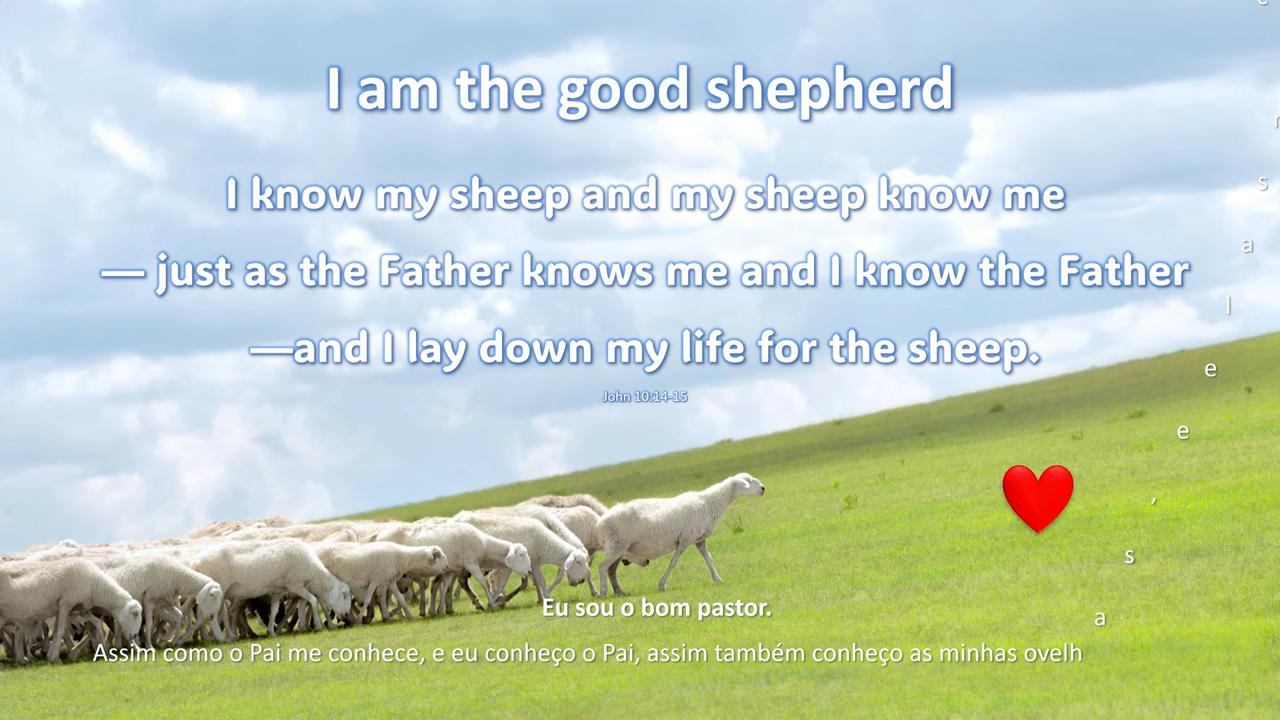 I am the good shepherd
I know my sheep and my sheep know me
— just as the Father knows me and I know the Father
—and I lay down my life for the sheep.
John 10:14-15
Eu sou o bom pastor.
Assim como o Pai me conhece, e eu conheço o Pai, assim também conheço as minhas ovelhas, e elas